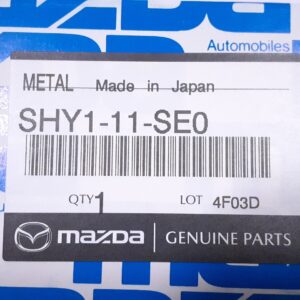 Automobiles
METAL Made in Japan
SHY1-11-SE0
QTY 1 LOT 4F03D
mazda GENUINE PARTS